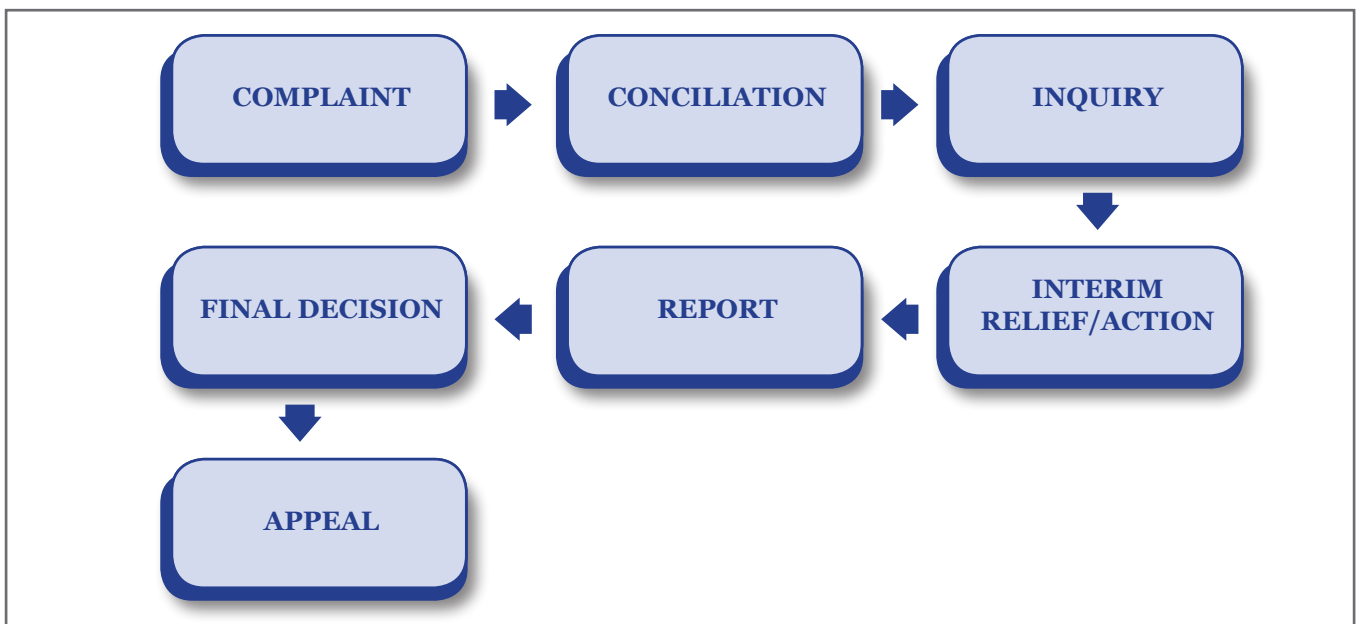 COMPLAINT
CONCILIATION
INQUIRY
INTERIM
RELIEF/ACTION
REPORT
FINAL DECISION
APPEAL